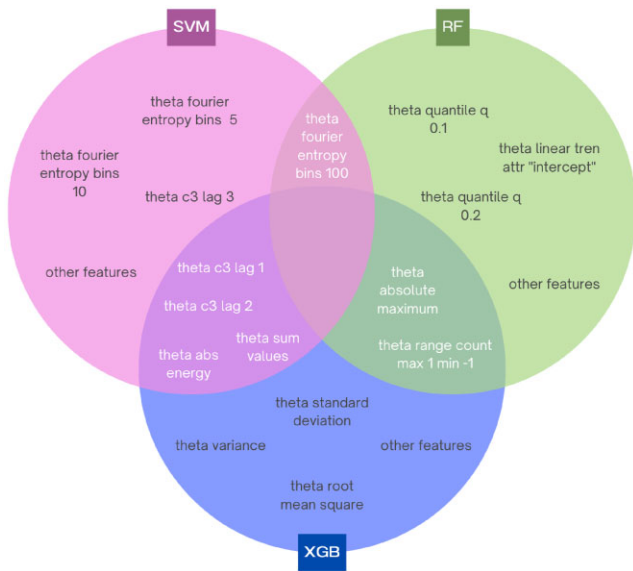 SVM
RF
theta fourier
entropy bins 5
theta
fourier
entropy
bins 100
theta quantile q
0.1
theta linear tren
attr "intercept"
theta fourier
entropy bins
10
theta c3 lag 3
theta quantile q
0.2
other features
theta c3 lag 1
theta
absolute
maximum
other features
theta c3 lag 2
theta sum
values
theta abs
energy
theta range count
max 1 min -1
theta standard
deviation
theta variance
other features
theta root
mean square
XGB